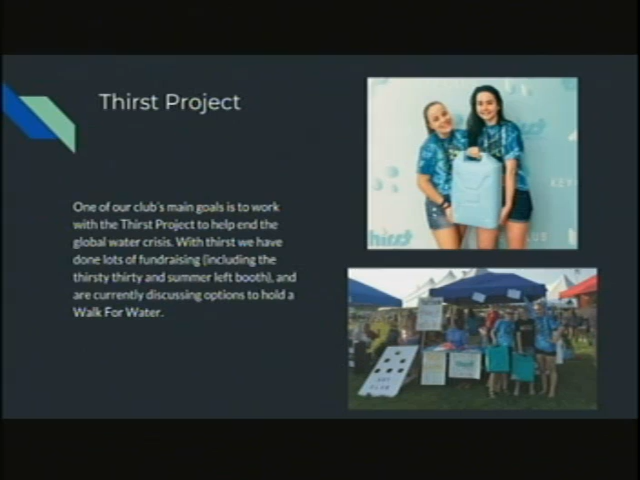 Thirst Project
One of our club's main goals is to work
with the Thirst Project to help end the
global water crisis. With thirst we have
done lots of fundraising (including the
thirsty thirty and summer left booth), and
are currently discussing options to hold a
Walk For Water.
thirst
CLUB